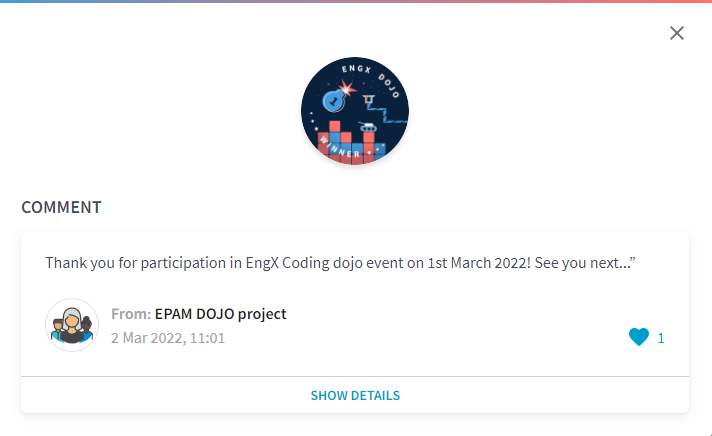 ENGX DOJO
1
WINNER
COMMENT
Thank you for participation in EngX Coding dojo event on 1st March 2022! See you next...”
From: EPAM DOJO project
2 Mar 2022, 11:01
1
SHOW DETAILS